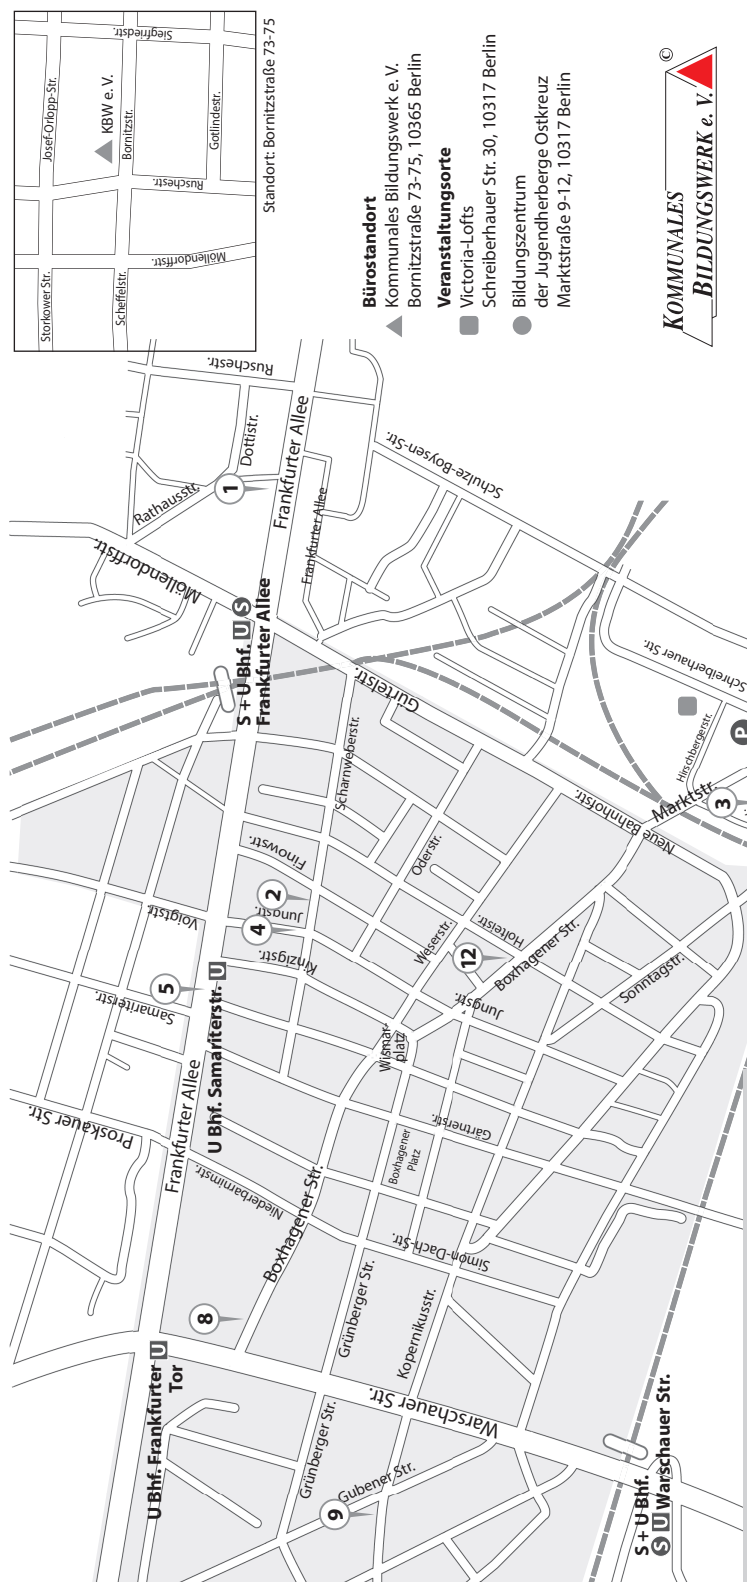 Siegfriedstr.
Josef-Orlopp-Str.
KBW e. V.
Bornitzstr.
Gotlindestr.
Ruschestr.
Möllendorffstr.
Storkower Str.
Scheffelstr.
Standort: Bornitzstraße 73-75
Bürostandort
Kommunales Bildungswerk e. V.
Bornitzstraße 73-75, 10365 Berlin
Veranstaltungsorte
Victoria-Lofts
Schreiberhauer Str. 30, 10317 Berlin
Bildungszentrum
der Jugendherberge Ostkreuz
Marktstraße 9-12, 10317 Berlin
©
KOMMUNALES
BILDUNGSWERK e. V.
Ruschestr.
Dottistr.
Rathausstr.
1
Frankfurter Allee
Frankfurter Allee
Schulze-Boysen-Str.
Möllendorffstr.
S + U Bhf. U S
Frankfurter Allee
Gürtelstr.
Scharnweberstr.
Schreiberhauer Str.
Hirschbergerstr.
P
Marktstr.
3
Neue Bahnhofstr.
Oderstr.
Finowstr.
2
Jungstr.
4
Voigtstr.
Kinzigstr.
Weserstr.
Holteistr.
12
Boxhagener Str.
Sonntagstr.
Jungstr.
5
Samariterstr.
U Bhf. Samariterstr. U
Wismar-
platz
Proskauer Str.
Frankfurter Allee
Niederbarnimstr.
Gärtnerstr.
Boxhagener
Platz
Boxhagener Str.
Simon-Dach-Str.
8
Grünberger Str.
Kopernikusstr.
U Bhf. Frankfurter U
Tor
Warschauer Str.
Grünberger Str.
Gubener Str.
9
S + U Bhf.
S U Warschauer Str.